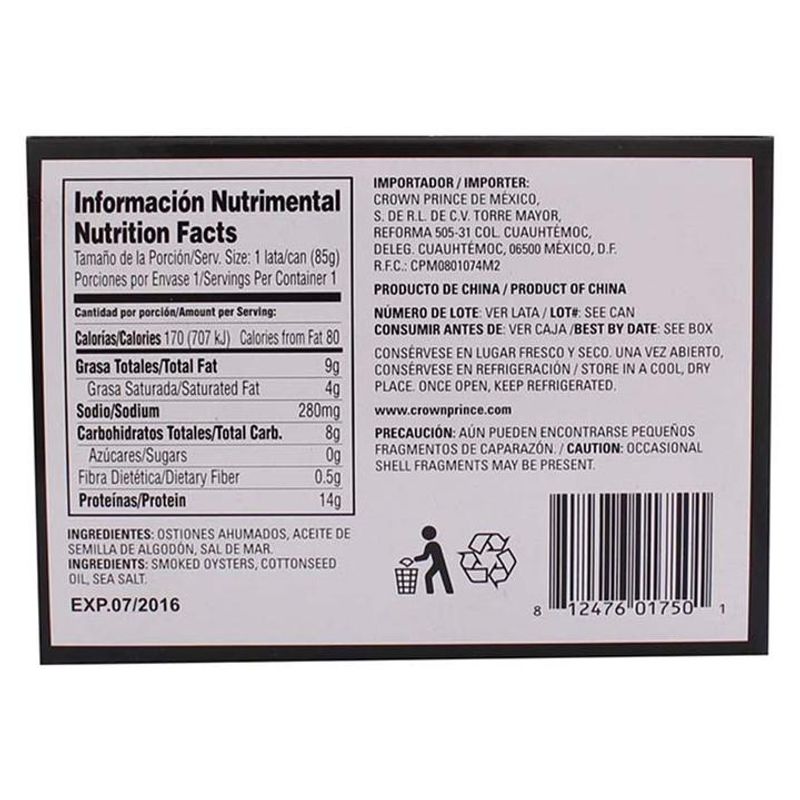 Información Nutrimental
Nutrition Facts
Tamaño de la Porción/Serv. Size: 1 lata/can (85g)
Porciones por Envase 1/Servings Per Container 1
Cantidad por porción/Amount per Serving:
Calorías/Calories 170 (707 kJ) Calories from Fat 80
Grasa Totales/Total Fat 9g
Grasa Saturada/Saturated Fat 4g
Sodio/Sodium 280mg
Carbohidratos Totales/Total Carb. 8g
Azúcares/Sugars 0g
Fibra Dietética/Dietary Fiber 0.5g
Proteínas/Protein 14g
INGREDIENTES: OSTIONES AHUMADOS, ACEITE DE
SEMILLA DE ALGODÓN, SAL DE MAR.
INGREDIENTS: SMOKED OYSTERS, COTTONSEED
OIL, SEA SALT.
EXP.07/2016
IMPORTADOR / IMPORTER:
CROWN PRINCE DE MÉXICO,
S. DE R.L. DE C.V. TORRE MAYOR,
REFORMA 505-31 COL. CUAUHTÉMOC,
DELEG. CUAUHTÉMOC, 06500 MÉXICO, D.F.
R.F.C.: CPM0801074M2
PRODUCTO DE CHINA / PRODUCT OF CHINA
NÚMERO DE LOTE: VER LATA / LOT#: SEE CAN
CONSUMIR ANTES DE: VER CAJA /BEST BY DATE: SEE BOX
CONSÉRVESE EN LUGAR FRESCO Y SECO. UNA VEZ ABIERTO,
CONSÉRVESE EN REFRIGERACIÓN / STORE IN A COOL, DRY
PLACE. ONCE OPEN, KEEP REFRIGERATED.
www.crownprince.com
PRECAUCIÓN: AÚN PUEDEN ENCONTRARSE PEQUEÑOS
FRAGMENTOS DE CAPARAZÓN. / CAUTION: OCCASIONAL
SHELL FRAGMENTS MAY BE PRESENT.
8 12476 01750 1